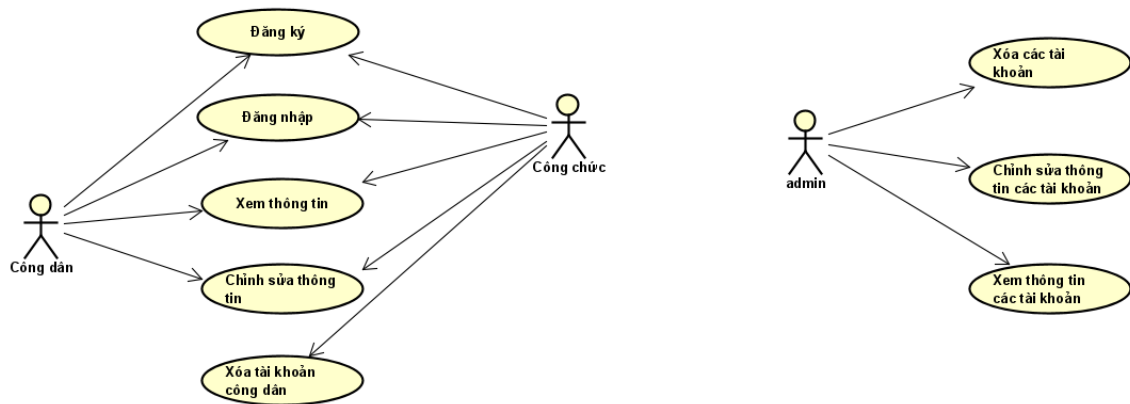 Đăng ký
Đăng nhập
Xem thông tin
Chỉnh sửa thông
tin
Xóa tài khoản
công dân
Công dân
Công chức
admin
Xóa các tài
khoản
Chỉnh sửa thông
tin các tài khoản
Xem thông tin
các tài khoản